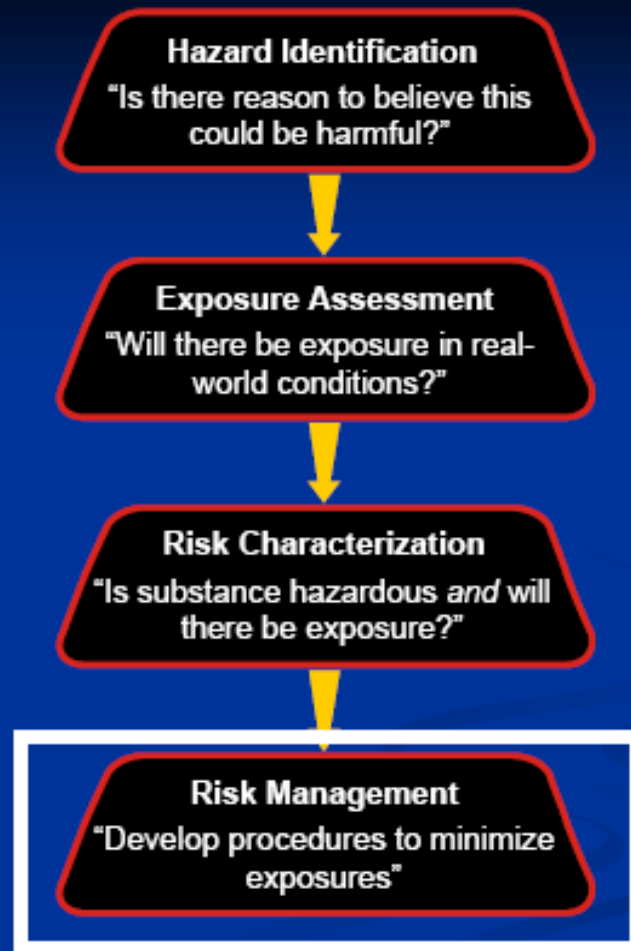 Hazard Identification
“Is there reason to believe this
could be harmful?”
Exposure Assessment
“Will there be exposure in real-
world conditions?”
Risk Characterization
“Is substance hazardous and will
there be exposure?”
Risk Management
“Develop procedures to minimize
exposures”